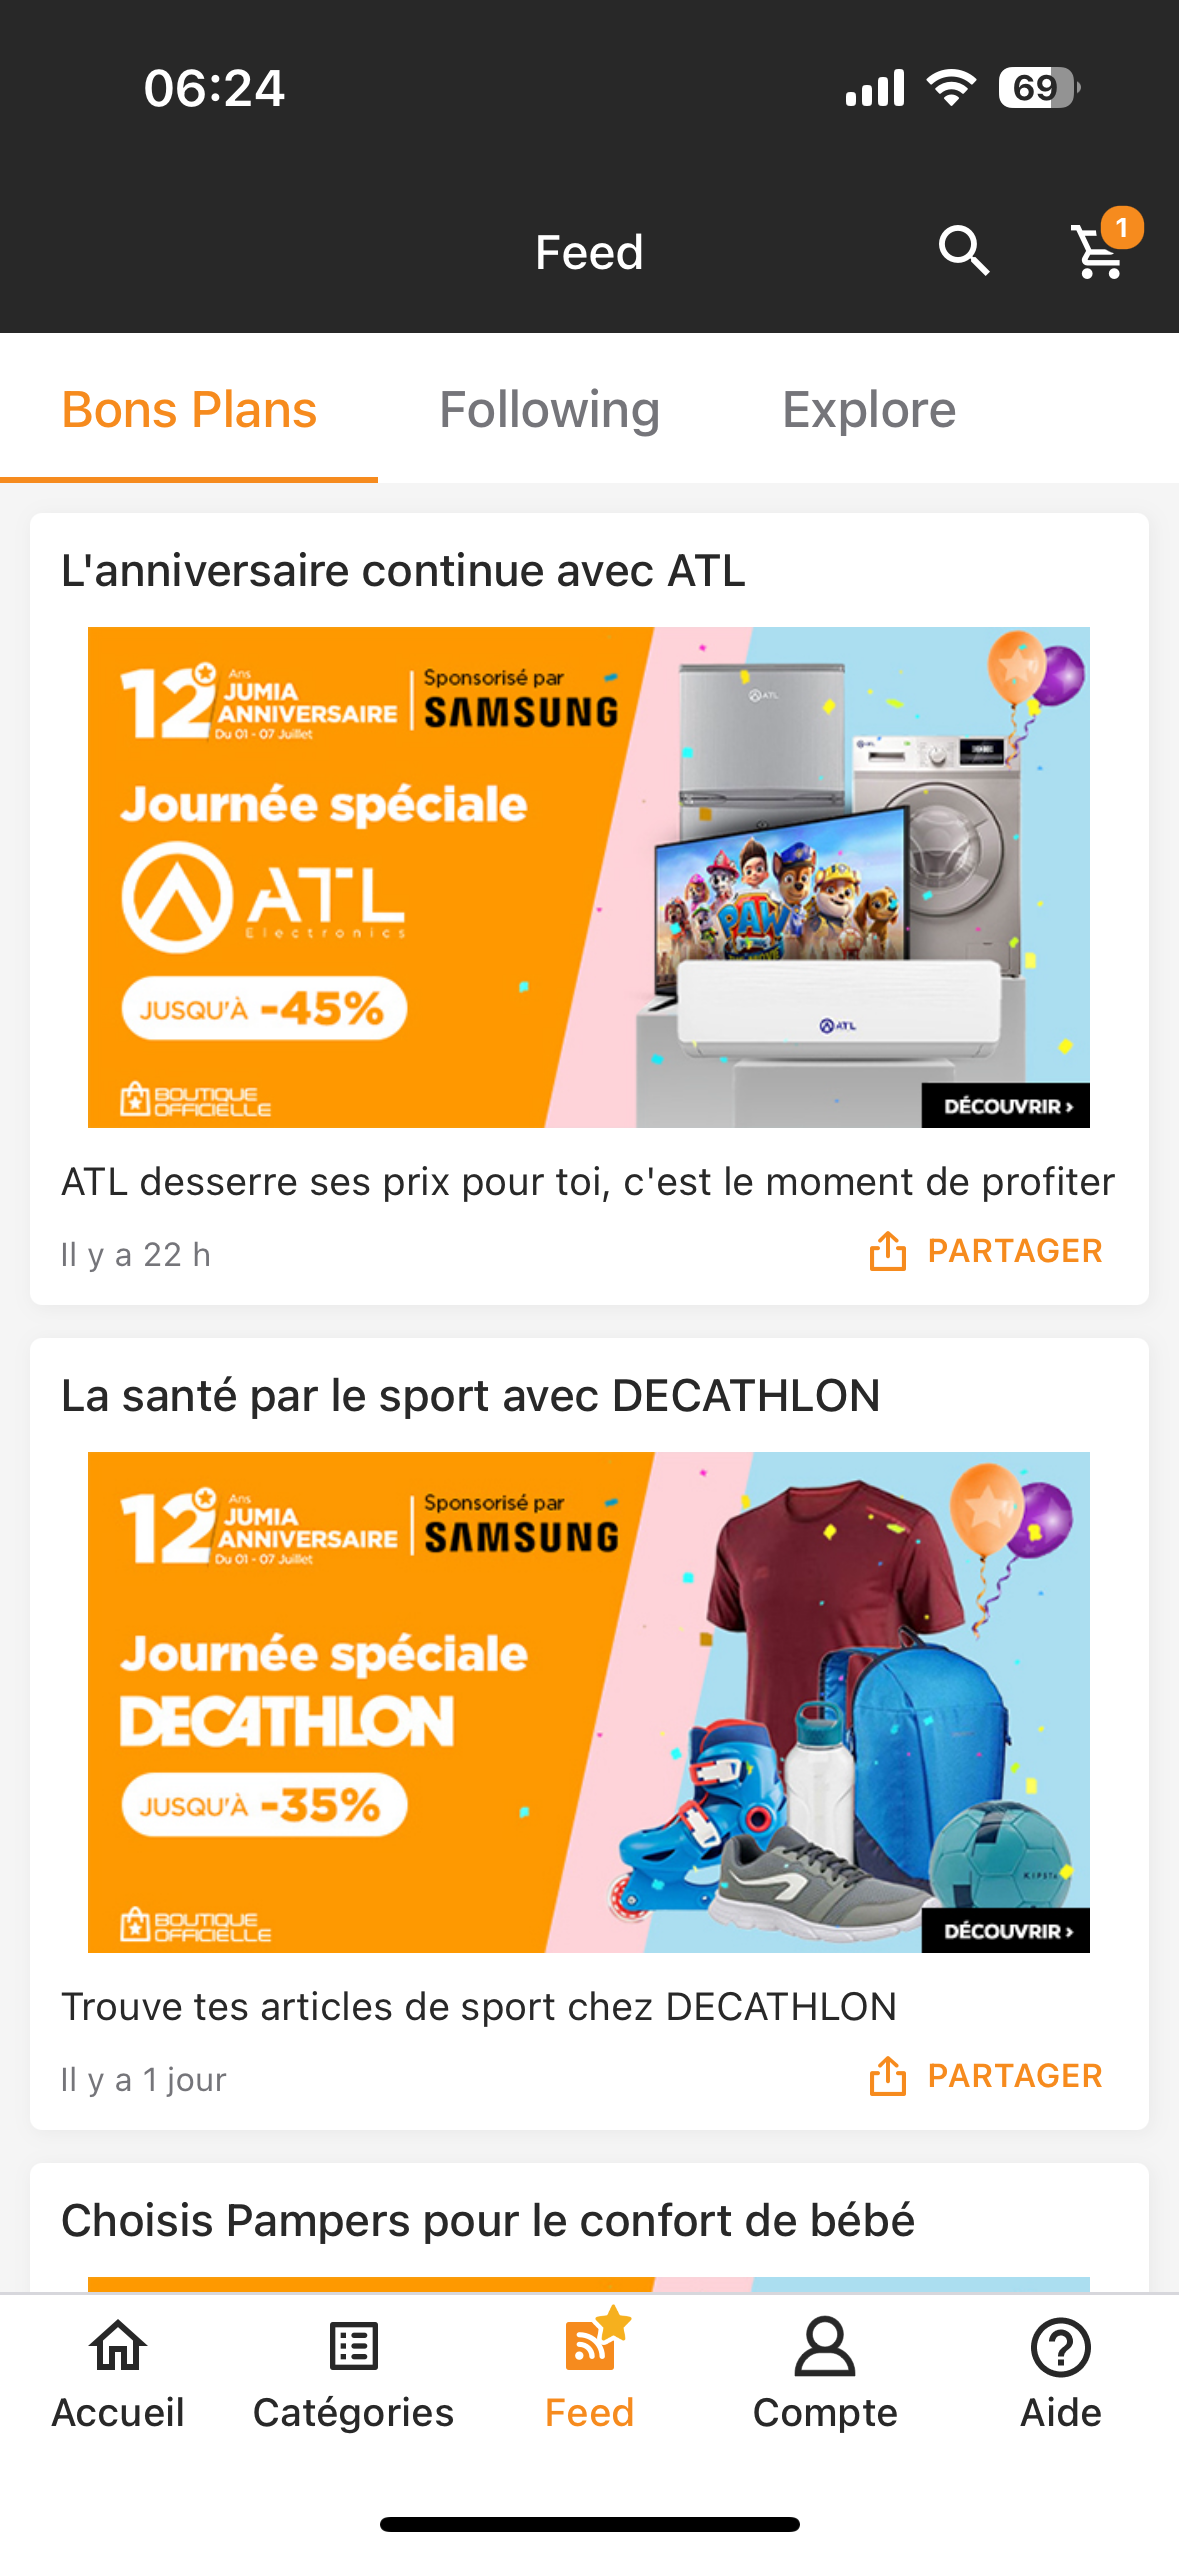 06:24
69
Feed
1
Bons Plans
Following
Explore
L'anniversaire continue avec ATL
12 Ans
JUMIA
ANNIVERSAIRE
Du 01 - 07 Juillet
Sponsorisé par
SAMSUNG
Journée spéciale
ATL
Electronics
JUSQU'À -45%
BOUTIQUE
OFFICIELLE
ATL
ATL
PAW
ATL
DÉCOUVRIR ›
ATL desserre ses prix pour toi, c'est le moment de profiter
Il y a 22 h
PARTAGER
La santé par le sport avec DECATHLON
12 Ans
JUMIA
ANNIVERSAIRE
Du 01 - 07 Juillet
Sponsorisé par
SAMSUNG
Journée spéciale
DECATHLON
JUSQU'À -35%
BOUTIQUE
OFFICIELLE
KIPSTA
DÉCOUVRIR ›
Trouve tes articles de sport chez DECATHLON
Il y a 1 jour
PARTAGER
Choisis Pampers pour le confort de bébé
Accueil
Catégories
Feed
Compte
Aide